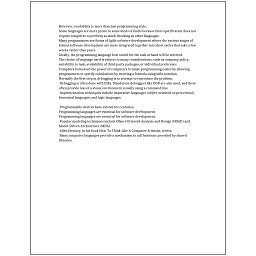 However, readability is more than just programming style.
Some languages are more prone to some kinds of faults because their specification does not
require compilers to perform as much checking as other languages.
Many programmers use forms of Agile software development where the various stages of
formal software development are more integrated together into short cycles that take a few
weeks rather than years.
Ideally, the programming language best suited for the task at hand will be selected.
The choice of language used is subject to many considerations, such as company policy,
suitability to task, availability of third-party packages, or individual preference.
Computers harnessed the power of computers to make programming easier by allowing
programmers to specify calculations by entering a formula using infix notation.
Normally the first step in debugging is to attempt to reproduce the problem.
Debugging is often done with IDEs. Standalone debuggers like GDB are also used, and these
often provide less of a visual environment, usually using a command line.
Implementation techniques include imperative languages (object-oriented or procedural),
functional languages, and logic languages.
Programmable devices have existed for centuries.
Programming languages are essential for software development.
Programming languages are essential for software development.
Popular modeling techniques include Object-Oriented Analysis and Design (OOAD) and
Model-Driven Architecture (MDA).
Allen Downey, in his book How To Think Like A Computer Scientist, writes:
Many computer languages provide a mechanism to call functions provided by shared
libraries.